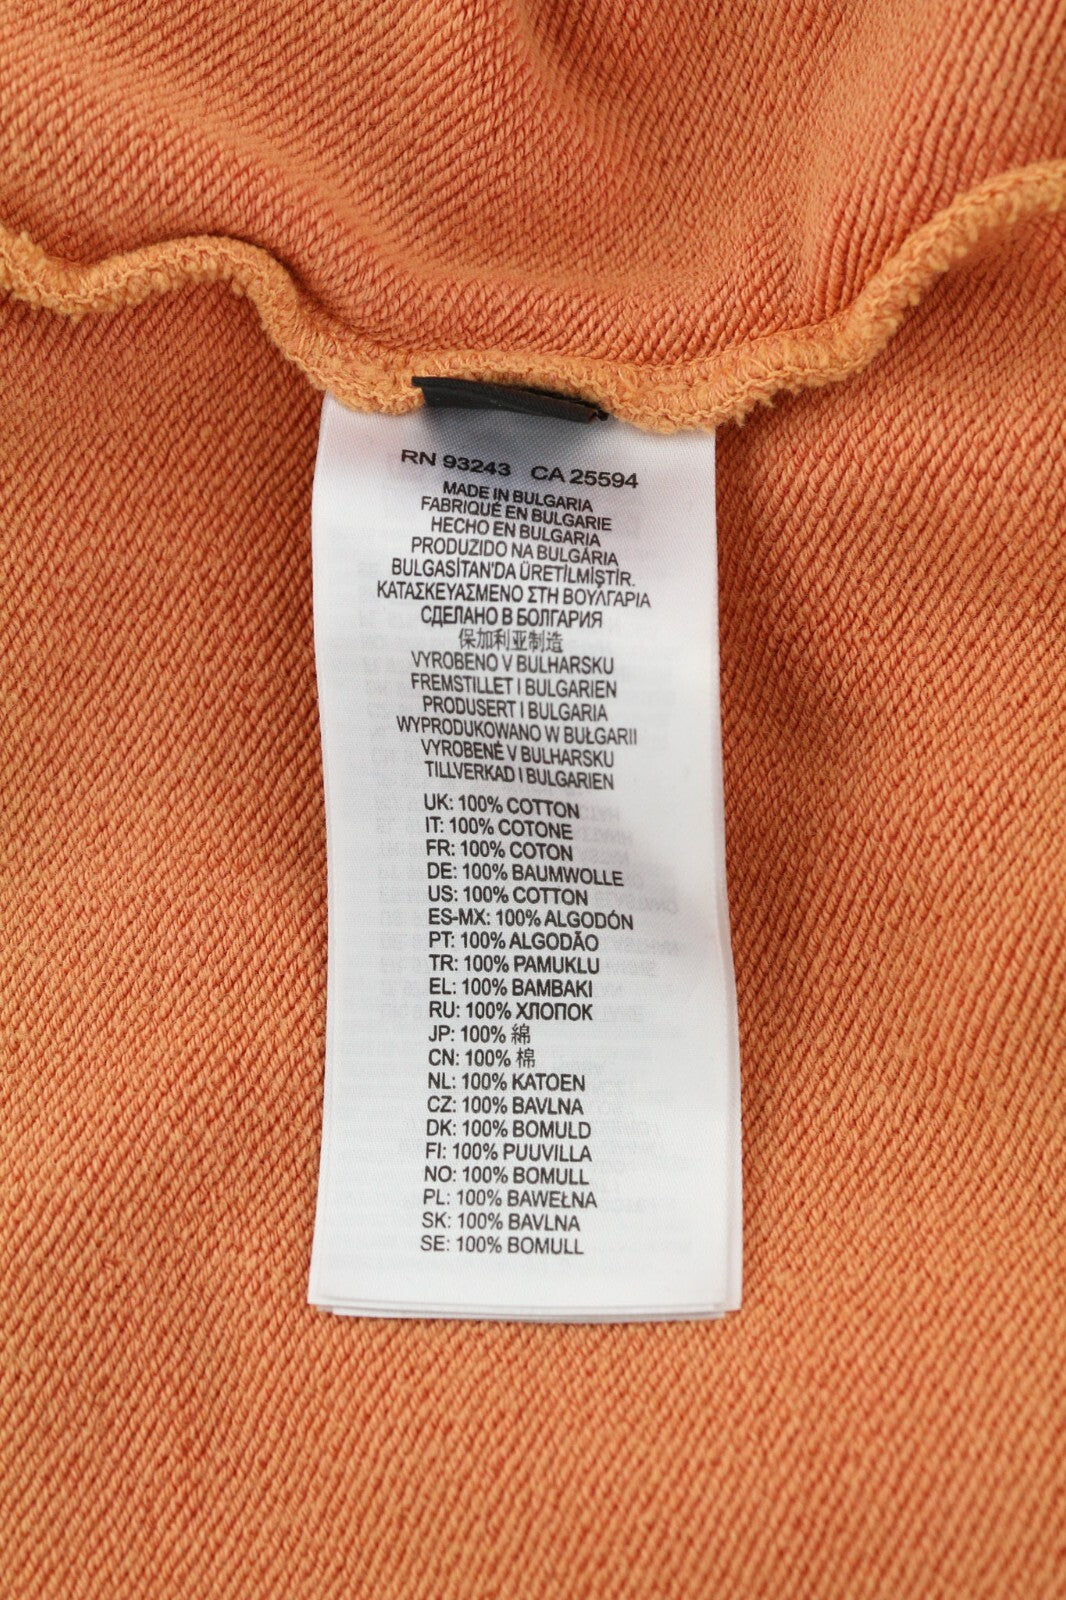 RN 93243 CA 25594
MADE IN BULGARIA
FABRIQUÉ EN BULGARIE
HECHO EN BULGARIA
PRODUZIDO NA BULGÁRIA
BULGASİTAN'DA ÜRETİLMİŞTİR.
ΚΑΤΑΣΚΕΥΑΣΜΕΝΟ ΣΤΗ ΒΟΥΛΓΑΡΙΑ
СДЕЛАНО В БОЛГАРИЯ
保加利亚制造
VYROBENO V BULHARSKU
FREMSTILLET I BULGARIEN
PRODUSERT I BULGARIA
WYPRODUKOWANO W BUŁGARII
VYROBENÉ V BULHARSKU
TILLVERKAD I BULGARIEN
UK: 100% COTTON
IT: 100% COTONE
FR: 100% COTON
DE: 100% BAUMWOLLE
US: 100% COTTON
ES-MX: 100% ALGODÓN
PT: 100% ALGODÃO
TR: 100% PAMUKLU
EL: 100% ΒΑΜΒΑΚΙ
RU: 100% ХЛОПОК
JP: 100% 綿
CN: 100% 棉
NL: 100% KATOEN
CZ: 100% BAVLNA
DK: 100% BOMULD
FI: 100% PUUVILLA
NO: 100% BOMULL
PL: 100% BAWEŁNA
SK: 100% BAVLNA
SE: 100% BOMULL